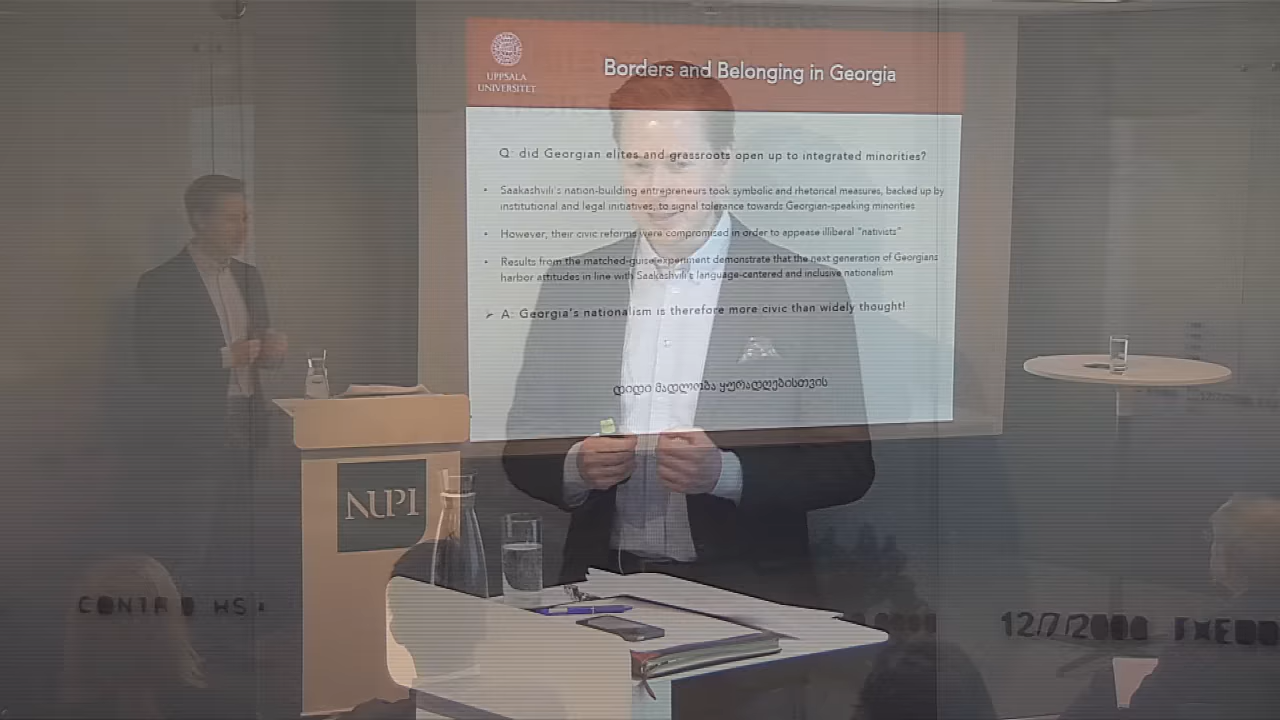 UPPSALA
UNIVERSITET
Borders and Belonging in Georgia
Q: did Georgian elites and grassroots open up to integrated minorities?
• Saakashvili's nation-building entrepreneurs took symbolic and rhetorical measures, backed up by
institutional and legal initiatives, to signal tolerance towards Georgian-speaking minorities
• However, their civic reforms were compromised in order to appease illiberal "nativists"
• Results from the matched-guise experiment demonstrate that the next generation of Georgians
harbor attitudes in line with Saakashvili's language-centered and inclusive nationalism
➢ A: Georgia's nationalism is therefore more civic than widely thought!
დიდი მადლობა ყურადღებისთვის
NUPI